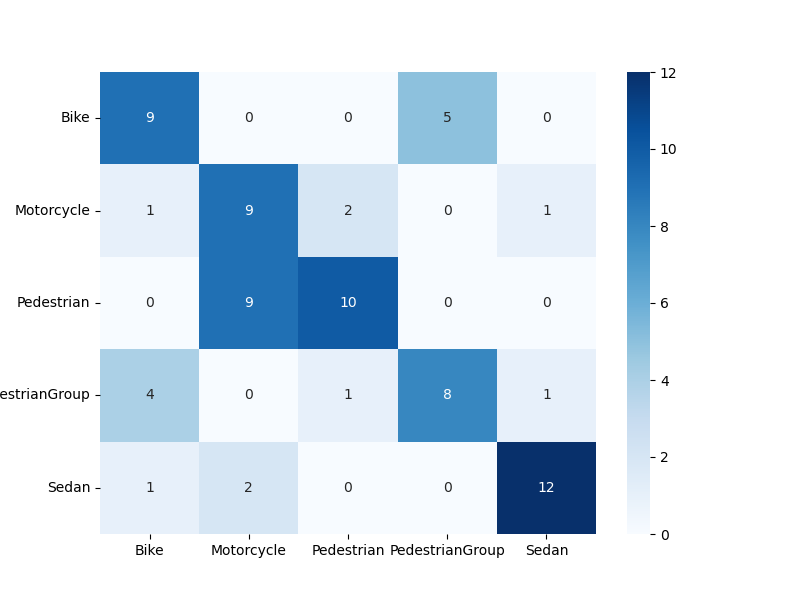 Bike 9 0 0 5 0
Motorcycle 1 9 2 0 1
Pedestrian 0 9 10 0 0
estrianGroup 4 0 1 8 1
Sedan 1 2 0 0 12
Bike Motorcycle Pedestrian PedestrianGroup Sedan
12
10
8
6
4
2
0